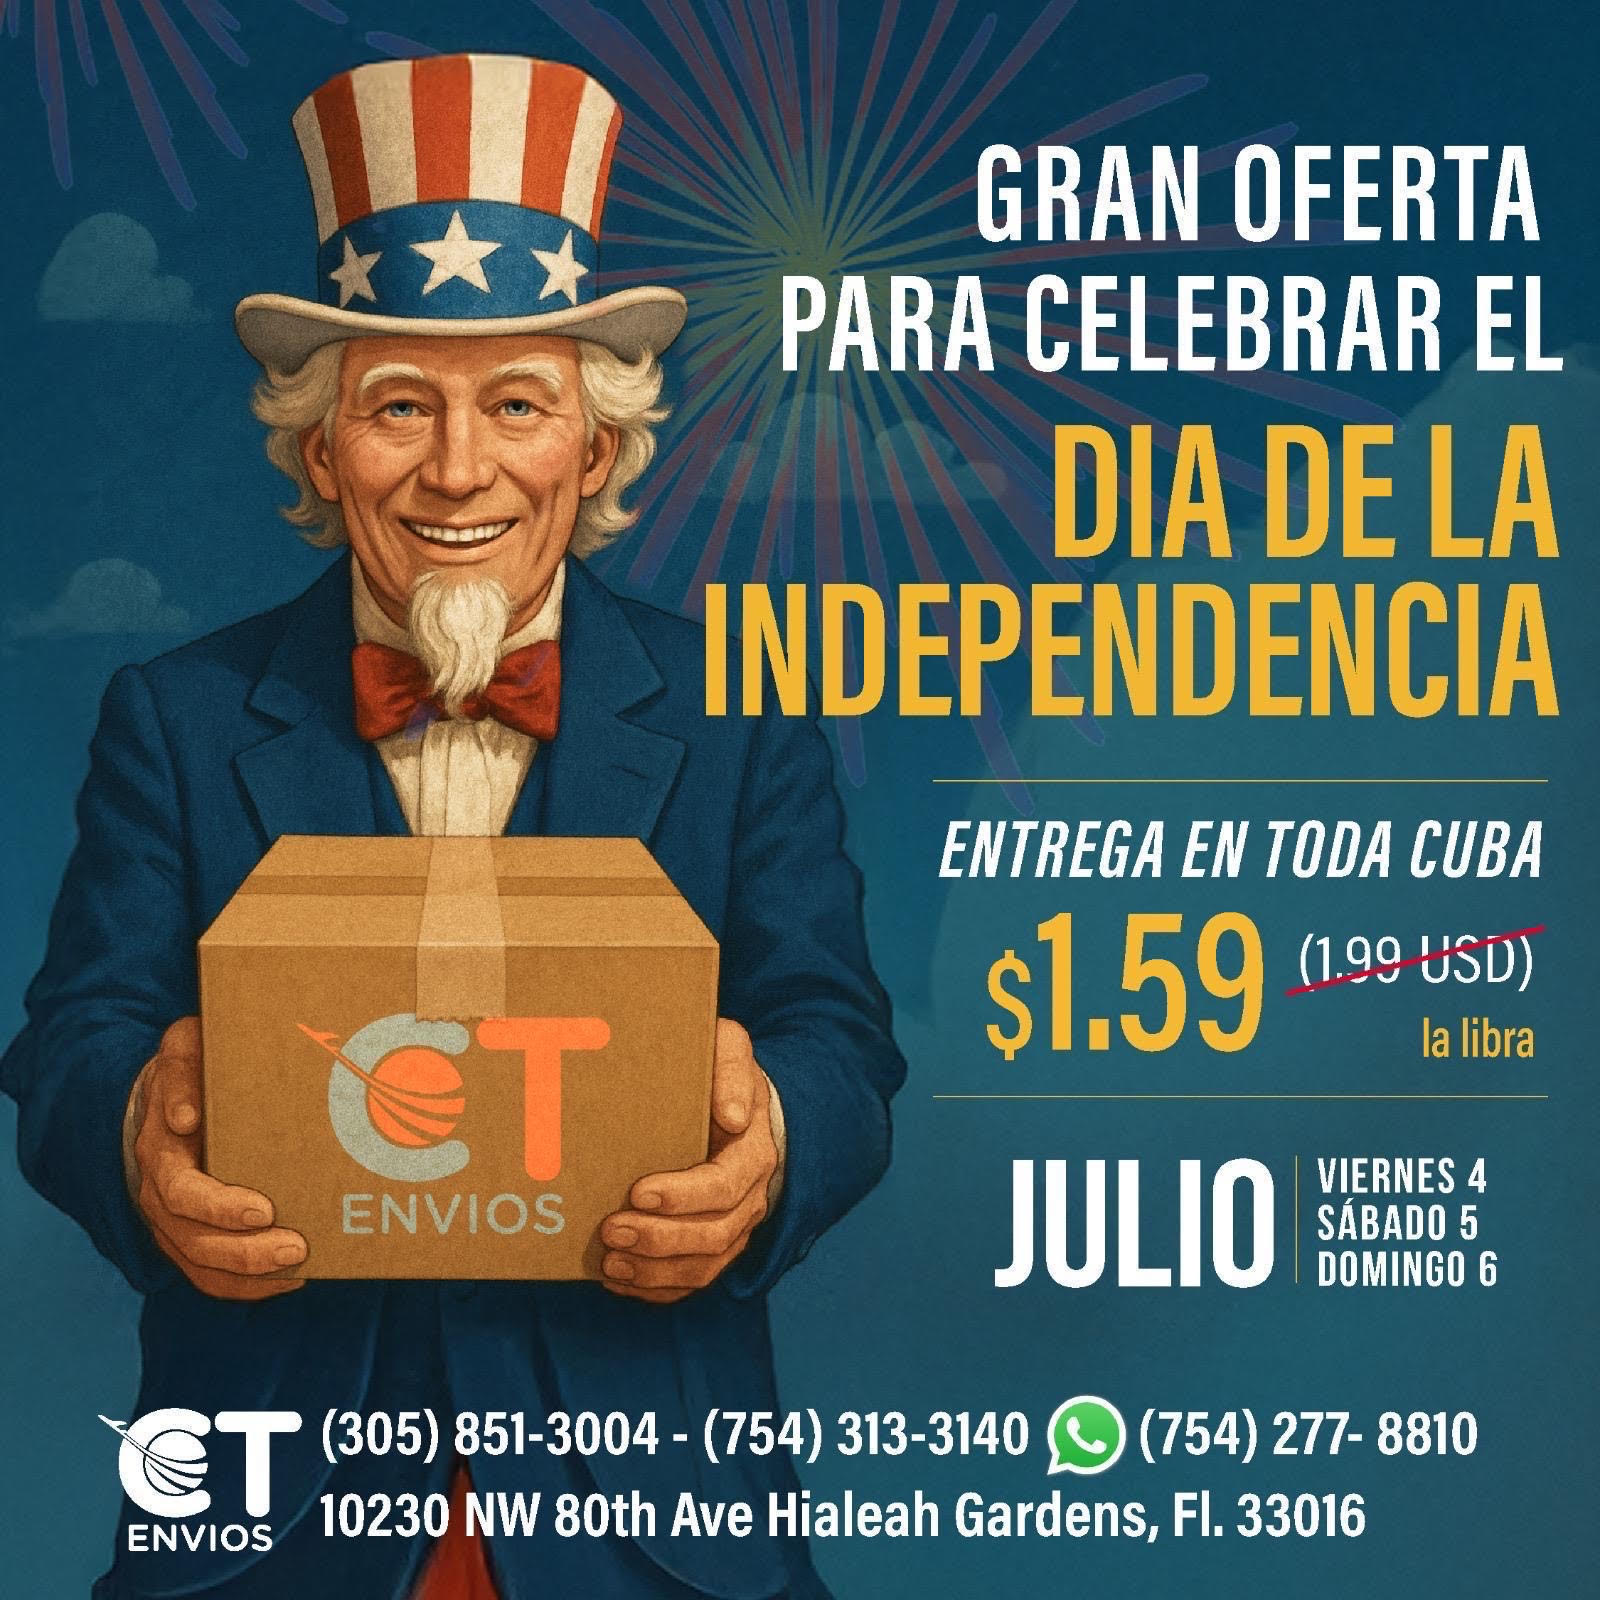 GRAN OFERTA
PARA CELEBRAR EL
DIA DE LA
INDEPENDENCIA
ENTREGA EN TODA CUBA
$1.59 (1.99 USD)
la libra
JULIO
VIERNES 4
SÁBADO 5
DOMINGO 6
CT
ENVIOS
CT
ENVIOS
(305) 851-3004 - (754) 313-3140 (754) 277- 8810
10230 NW 80th Ave Hialeah Gardens, Fl. 33016